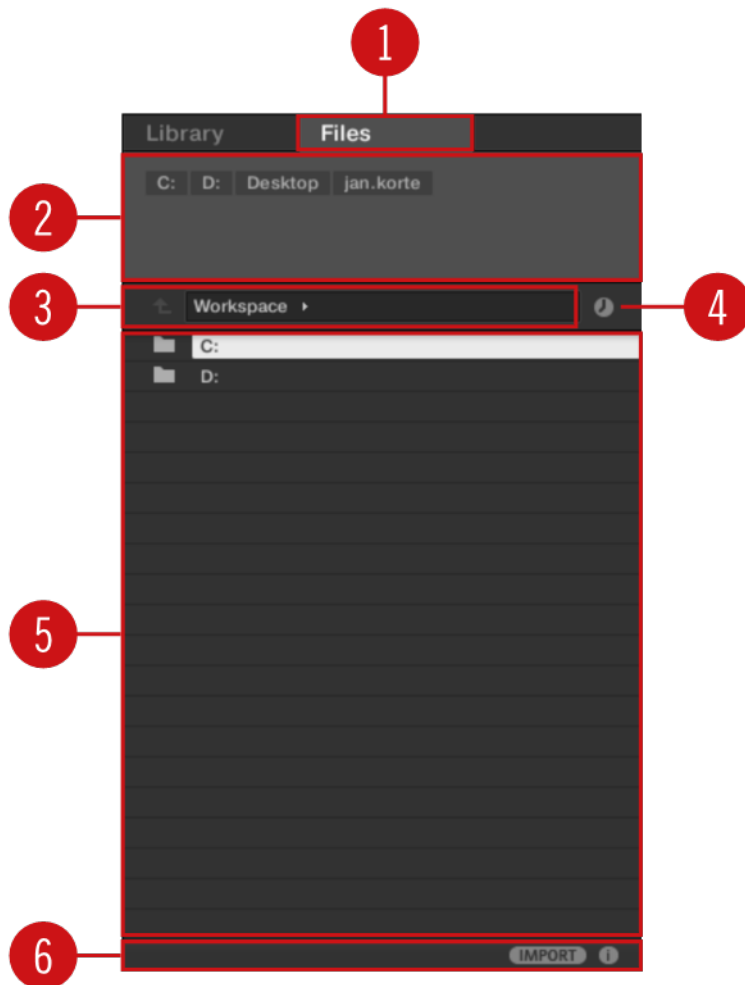 1
Library Files
2
C: D: Desktop jan.korte
3
Workspace
4
C:
D:
5
6
IMPORT i